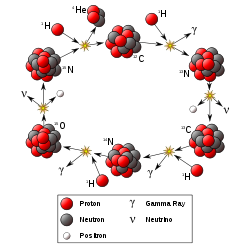 ⁴He
¹H
¹H
γ
¹²C
¹⁵N
¹³N
ν
ν
¹⁵O
¹³C
¹⁴N
γ
γ
¹H
¹H
Proton
γ Gamma Ray
Neutron
ν Neutrino
Positron